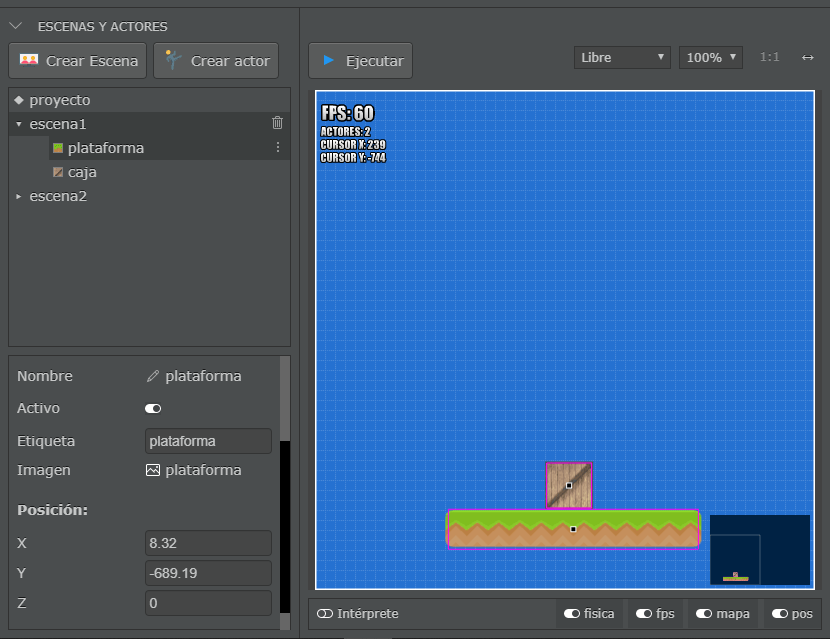 ESCENAS Y ACTORES
Crear Escena
Crear actor
Ejecutar
Libre
100%
1:1
proyecto
escena1
plataforma
caja
escena2
FPS: 60
ACTORES: 2
CURSOR X: 239
CURSOR Y: -744
Nombre plataforma
Activo
Etiqueta plataforma
Imagen plataforma
Posición:
X 8.32
Y -689.19
Z 0
Intérprete
fisica
fps
mapa
pos